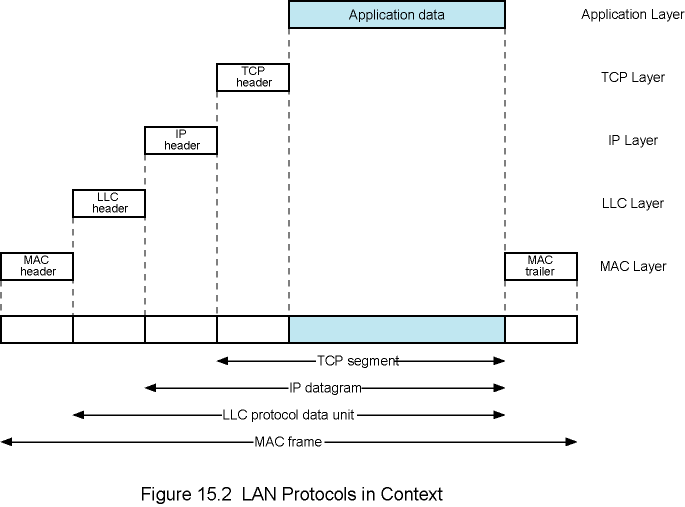 Application data
Application Layer
TCP
header
TCP Layer
IP
header
IP Layer
LLC
header
LLC Layer
MAC
header
MAC
trailer
MAC Layer
TCP segment
IP datagram
LLC protocol data unit
MAC frame
Figure 15.2 LAN Protocols in Context